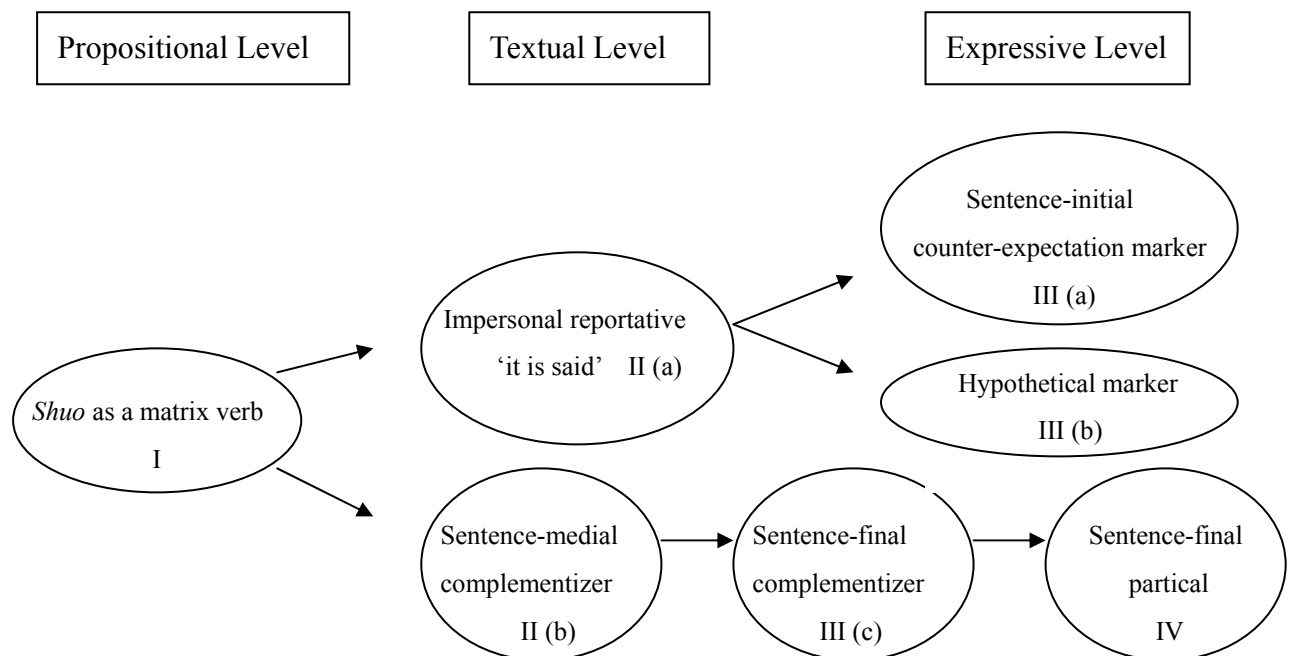 Propositional Level
Textual Level
Expressive Level
Sentence-initial
counter-expectation marker
III (a)
Impersonal reportative
‘it is said’ II (a)
Hypothetical marker
III (b)
Shuo as a matrix verb
I
Sentence-medial
complementizer
II (b)
Sentence-final
complementizer
III (c)
Sentence-final
partical
IV